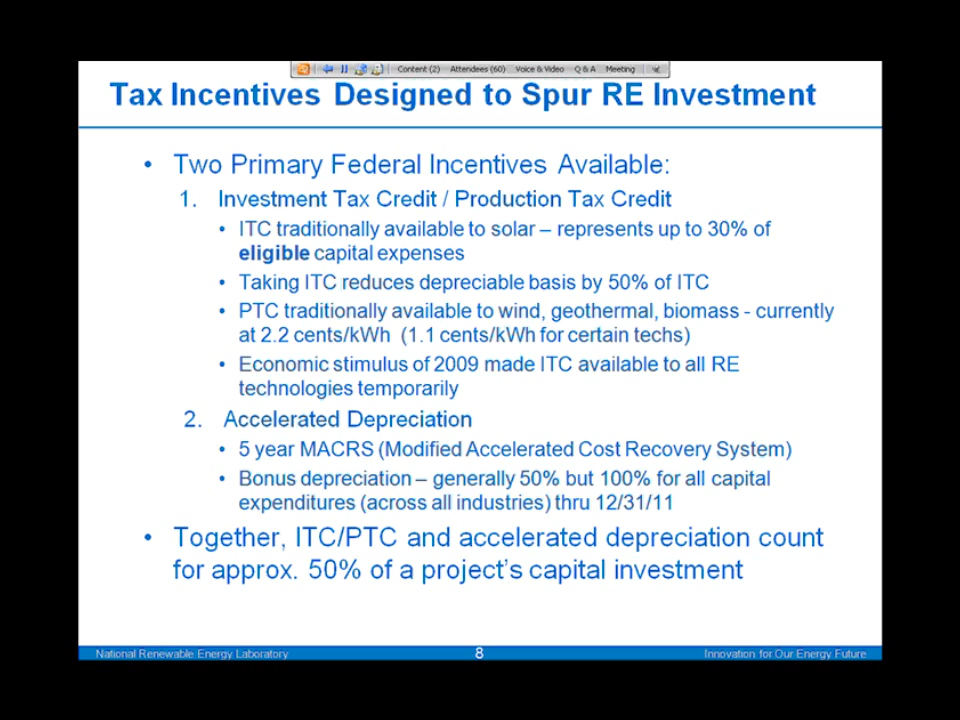 Content (2) Attendees (60) Voice & Video Q & A Meeting
Tax Incentives Designed to Spur RE Investment
• Two Primary Federal Incentives Available:
1. Investment Tax Credit / Production Tax Credit
• ITC traditionally available to solar – represents up to 30% of
eligible capital expenses
• Taking ITC reduces depreciable basis by 50% of ITC
• PTC traditionally available to wind, geothermal, biomass - currently
at 2.2 cents/kWh (1.1 cents/kWh for certain techs)
• Economic stimulus of 2009 made ITC available to all RE
technologies temporarily
2. Accelerated Depreciation
• 5 year MACRS (Modified Accelerated Cost Recovery System)
• Bonus depreciation – generally 50% but 100% for all capital
expenditures (across all industries) thru 12/31/11
• Together, ITC/PTC and accelerated depreciation count
for approx. 50% of a project's capital investment
National Renewable Energy Laboratory 8 Innovation for Our Energy Future